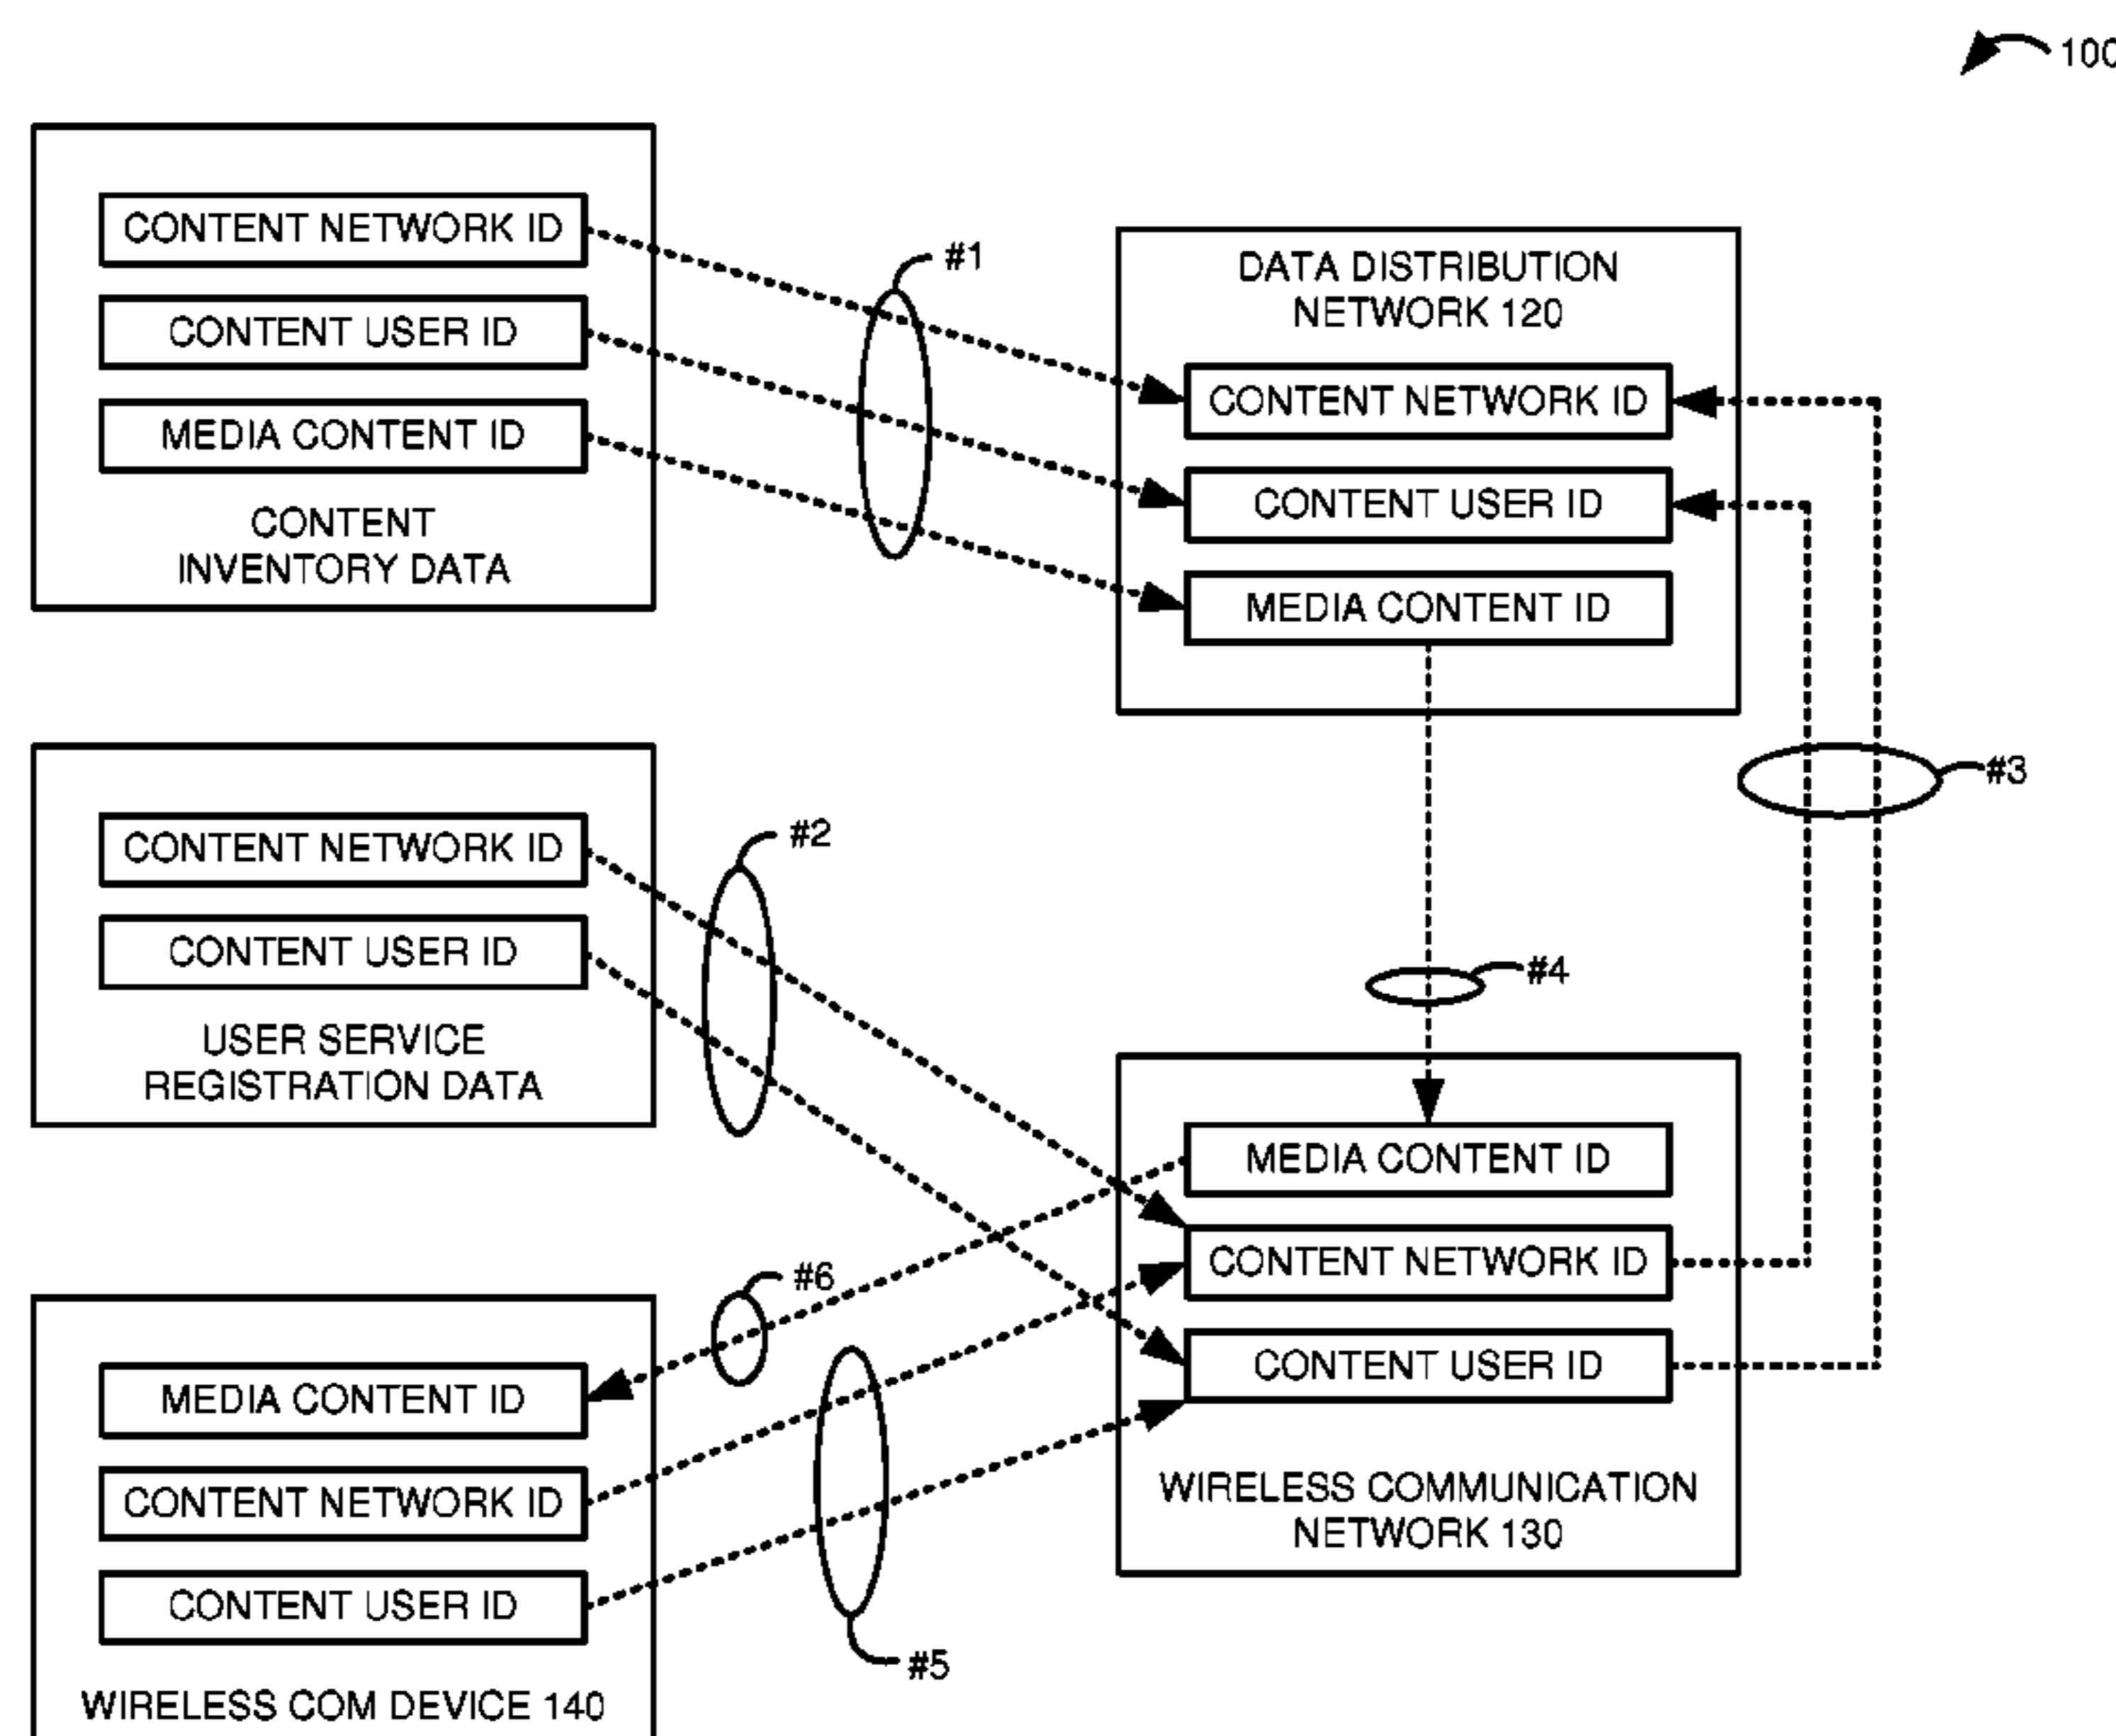 100
CONTENT NETWORK ID
CONTENT USER ID
MEDIA CONTENT ID
CONTENT
INVENTORY DATA
#1
DATA DISTRIBUTION
NETWORK 120
CONTENT NETWORK ID
CONTENT USER ID
MEDIA CONTENT ID
#3
#4
CONTENT NETWORK ID
CONTENT USER ID
USER SERVICE
REGISTRATION DATA
#2
MEDIA CONTENT ID
CONTENT NETWORK ID
CONTENT USER ID
WIRELESS COMMUNICATION
NETWORK 130
#6
MEDIA CONTENT ID
CONTENT NETWORK ID
CONTENT USER ID
WIRELESS COM DEVICE 140
#5